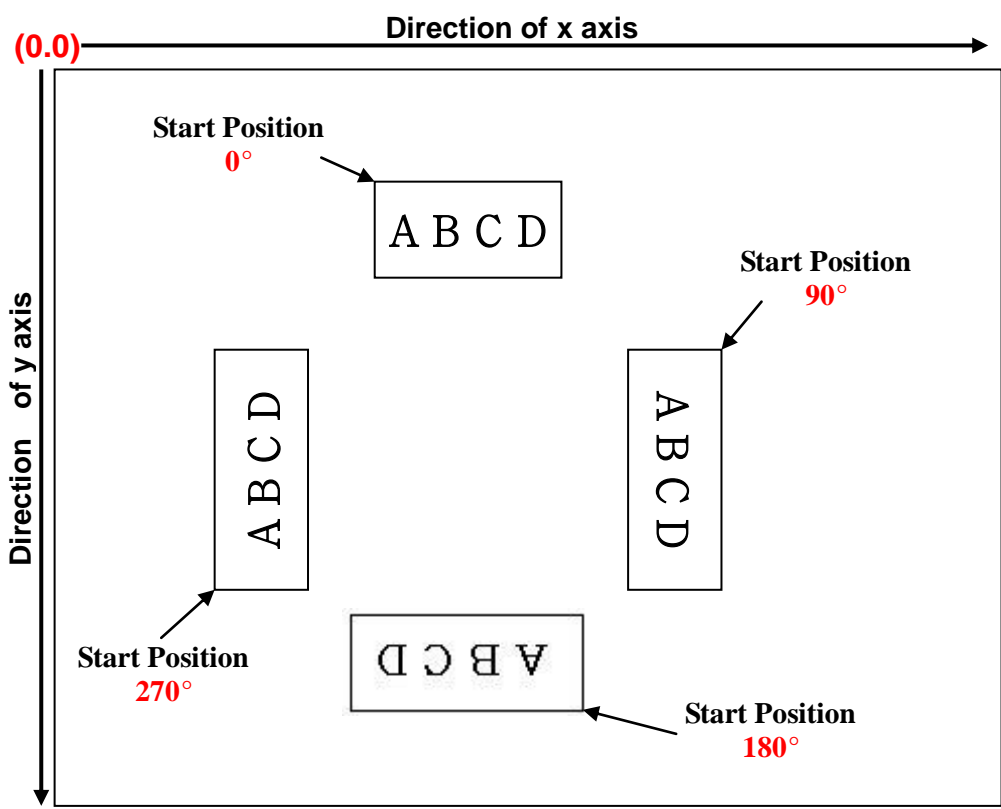 Direction of x axis
(0.0)
Start Position
0°
A B C D
Start Position
90°
Direction of y axis
A B C D
A B C D
A B C D
Start Position
270°
Start Position
180°